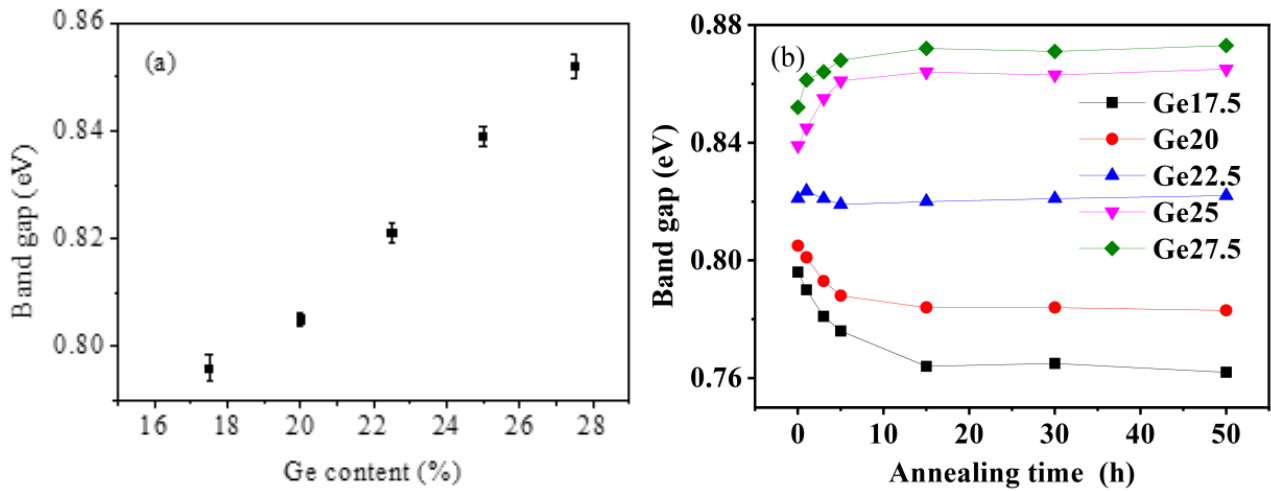 (a)
Band gap (eV)
0.86
0.84
0.82
0.80
16 18 20 22 24 26 28
Ge content (%)
(b)
Band gap (eV)
0.88
0.84
0.80
0.76
Ge17.5
Ge20
Ge22.5
Ge25
Ge27.5
0 10 20 30 40 50
Annealing time (h)